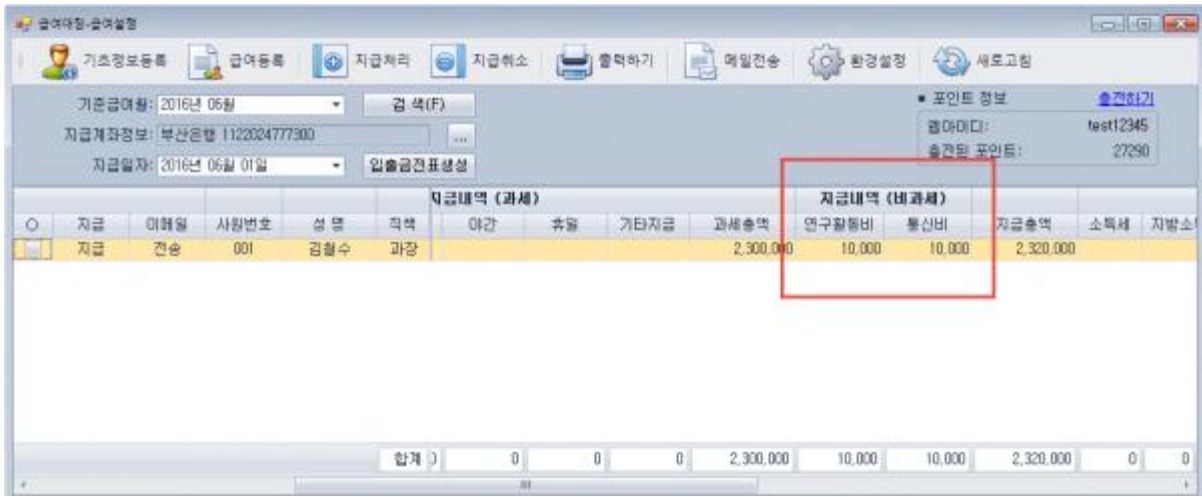 급여대장-급여설정
기초정보등록 급여등록 지급처리 지급취소 출력하기 메일전송 환경설정 새로고침
기준급여월: 2016년 06월 검 색(F) ● 포인트 정보 충전하기
지급계좌정보: 부산은행 1122024777300 ... 웹아이디: test12345
지급일자: 2016년 06월 01일 입출금전표생성 충전된 포인트: 27290
지급내역 (과세) 지급내역 (비과세)
지급 이메일 사원번호 성 명 직책 야간 휴일 기타지급 과세총액 연구활동비 통신비 지급총액 소득세 지방소
지급 전송 001 김철수 과장 2,300,000 10,000 10,000 2,320,000
합계 0 0 0 2,300,000 10,000 10,000 2,320,000 0 0